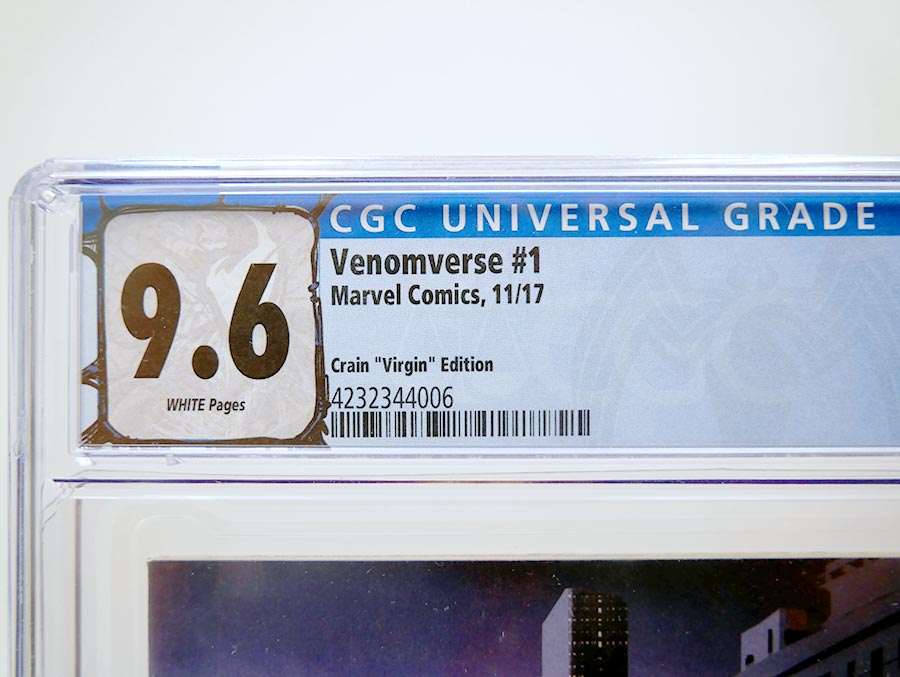 CGC UNIVERSAL GRADE
9.6
WHITE Pages
Venomverse #1
Marvel Comics, 11/17
Crain "Virgin" Edition
4232344006